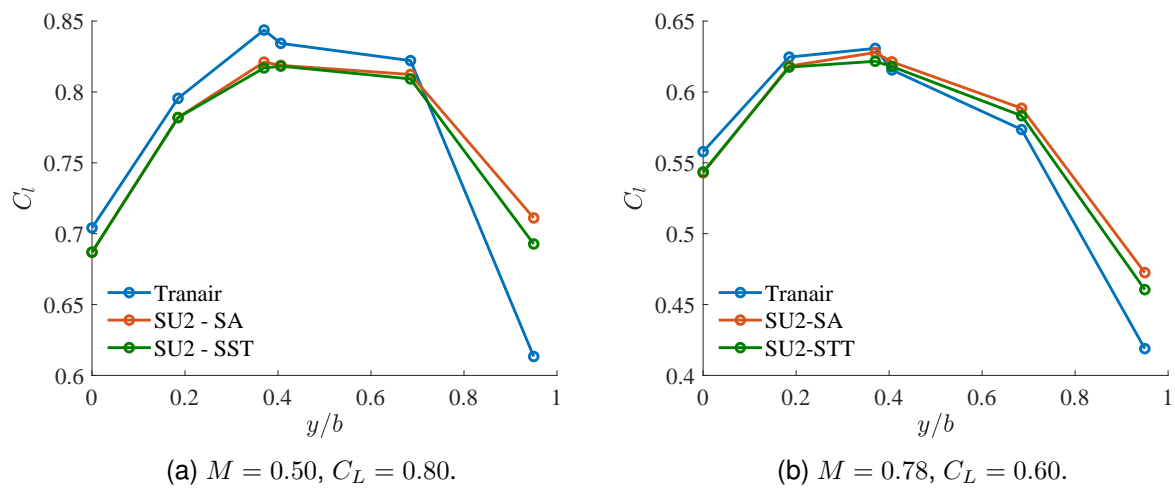 0.85
0.8
0.75
0.7
0.65
0.6
C_l
Tranair
SU2 - SA
SU2 - SST
0 0.2 0.4 0.6 0.8 1
y/b
(a) M = 0.50, C_L = 0.80.
0.65
0.6
0.55
0.5
0.45
0.4
C_l
Tranair
SU2-SA
SU2-STT
0 0.2 0.4 0.6 0.8 1
y/b
(b) M = 0.78, C_L = 0.60.